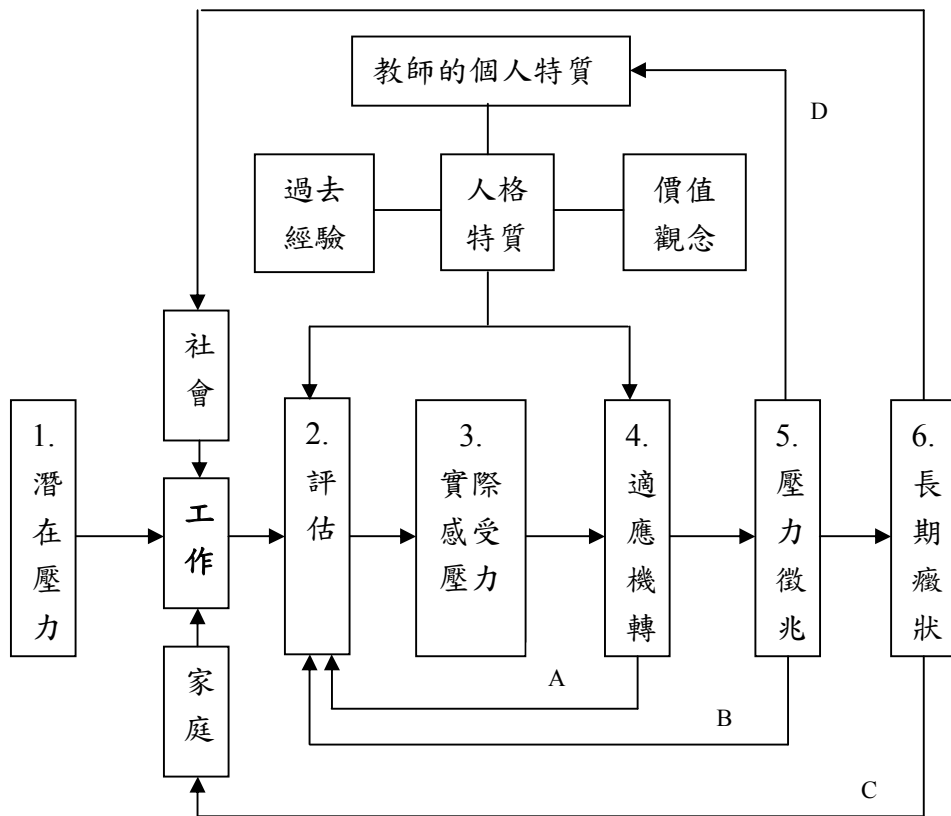 教師的個人特質
D
過去
經驗
人格
特質
價值
觀念
社
會
1.
潛
在
壓
力
工
作
家
庭
2.
評
估
3.
實際
感受
壓力
4.
適
應
機
轉
5.
壓
力
徵
兆
6.
長
期
癥
狀
A
B
C